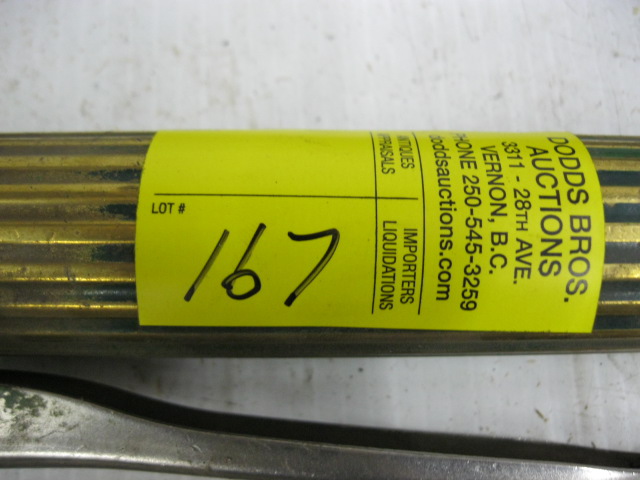 DODDS BROS.
AUCTIONS
3311 - 28TH AVE.
VERNON, B.C.
PHONE 250-545-3259
doddsauctions.com
ANTIQUES IMPORTERS
APPRAISALS LIQUIDATIONS
LOT # 167